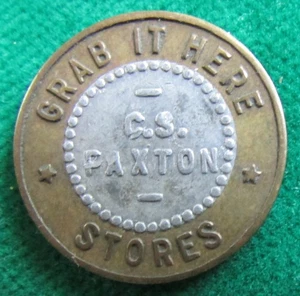 GRAB IT HERE
C.S.
PAXTON
STORES